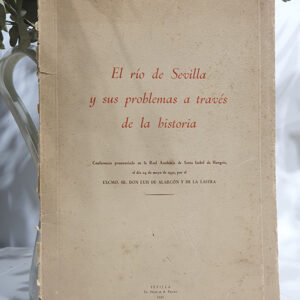 El río de Sevilla
y sus problemas a través
de la historia
Conferencia pronunciada en la Real Academia de Santa Isabel de Hungría,
el día 24 de mayo de por el
EXCMO. SR. DON LUIS DE ALARCÓN Y DE LA LASTRA
SEVILLA